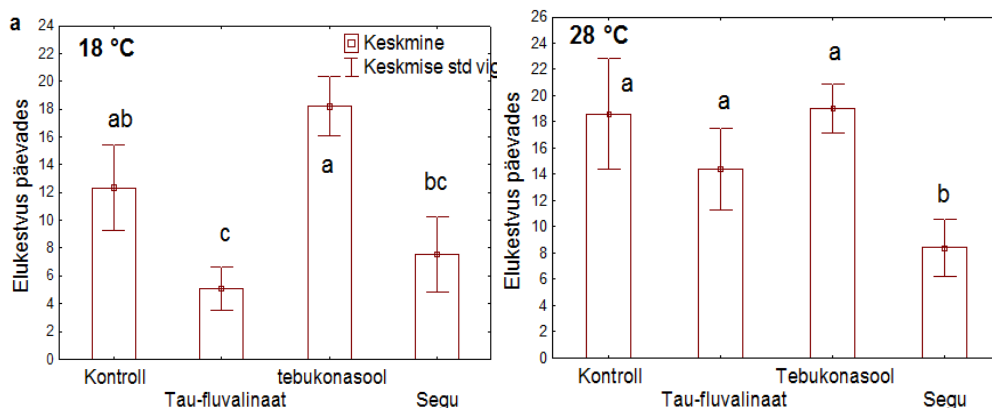 a
18 °C
Keskmine
Keskmise std vig
Elukestvus päevades
24
22
20
18
16
14
12
10
8
6
4
2
0
ab
c
a
bc
Kontroll
Tau-fluvalinaat
tebukonasool
Segu
28 °C
Elukestvus päevades
26
24
22
20
18
16
14
12
10
8
6
4
2
0
a
a
a
b
Kontroll
Tau-fluvalinaat
Tebukonasool
Segu